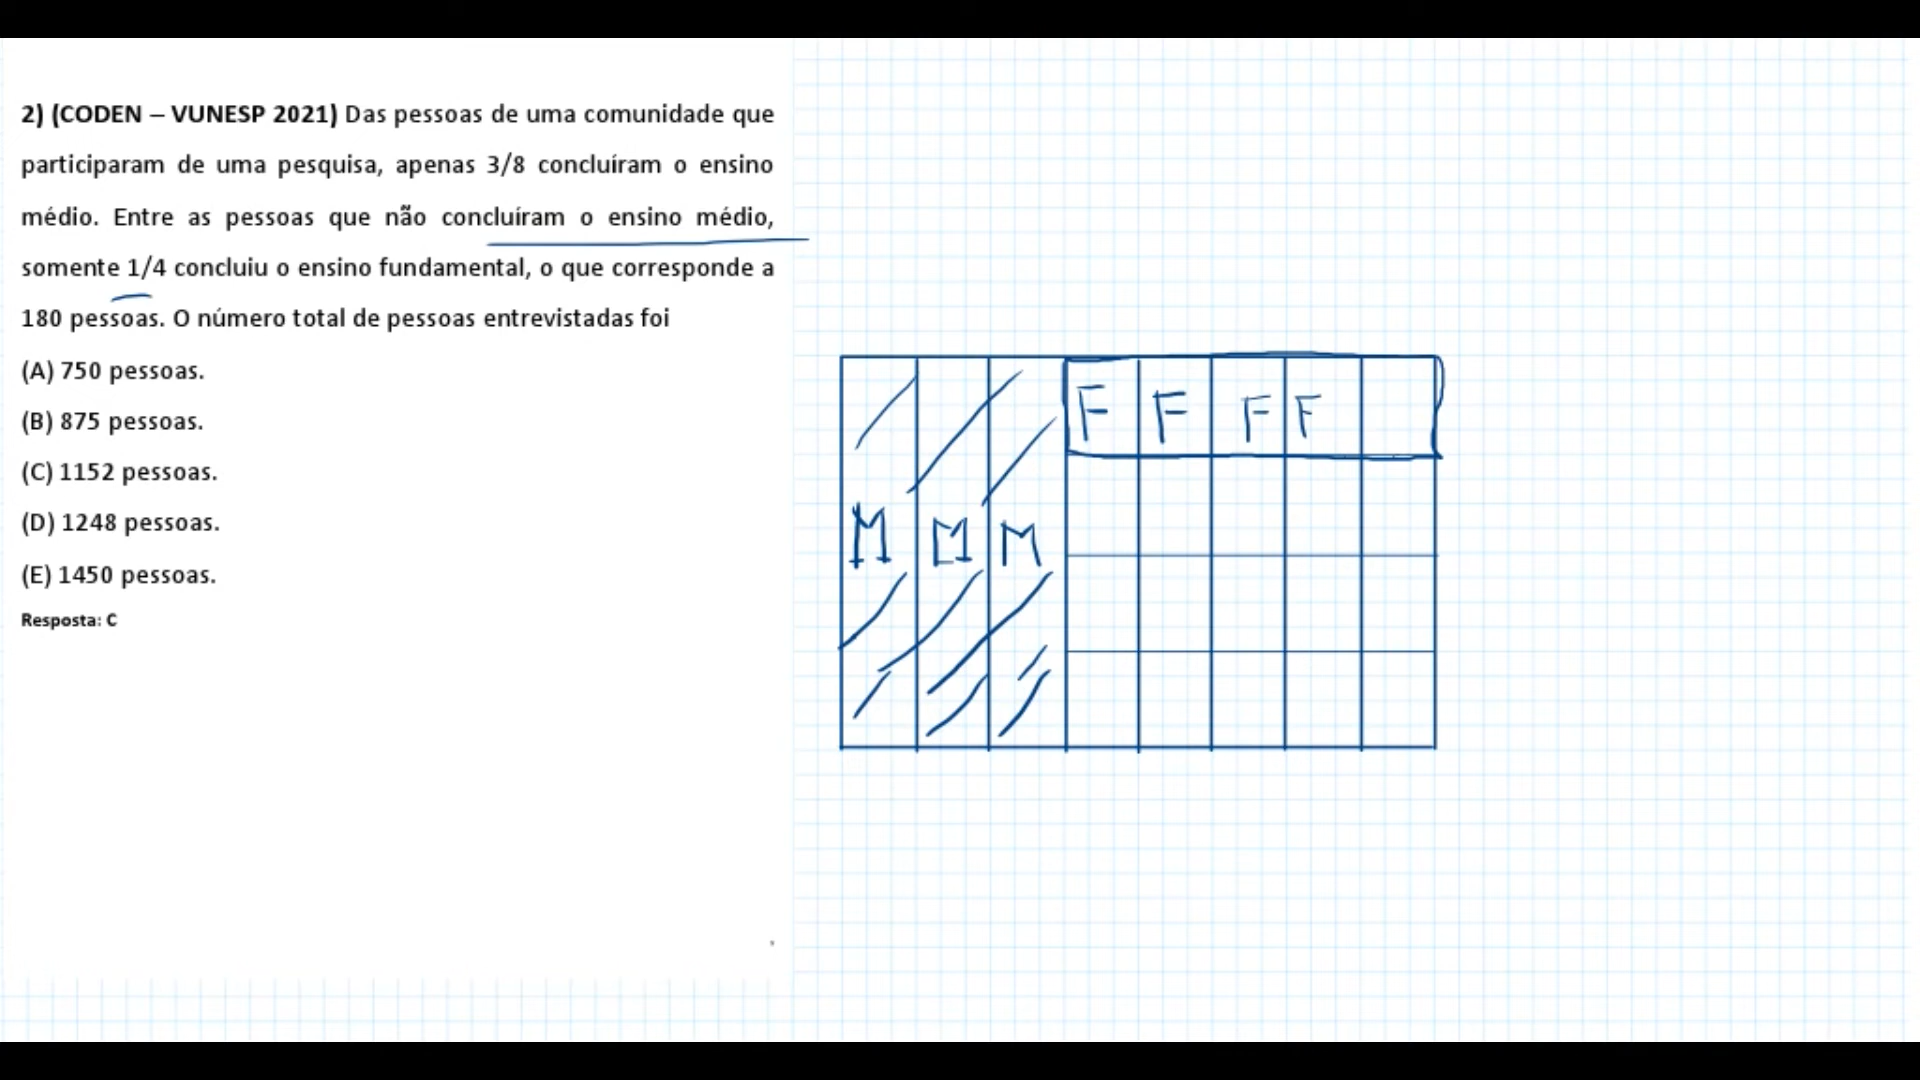 2) (CODEN – VUNESP 2021) Das pessoas de uma comunidade que
participaram de uma pesquisa, apenas 3/8 concluíram o ensino
médio. Entre as pessoas que não concluíram o ensino médio,
somente 1/4 concluiu o ensino fundamental, o que corresponde a
180 pessoas. O número total de pessoas entrevistadas foi
(A) 750 pessoas.
(B) 875 pessoas.
(C) 1152 pessoas.
(D) 1248 pessoas.
(E) 1450 pessoas.
Resposta: C
F F F F
M M M